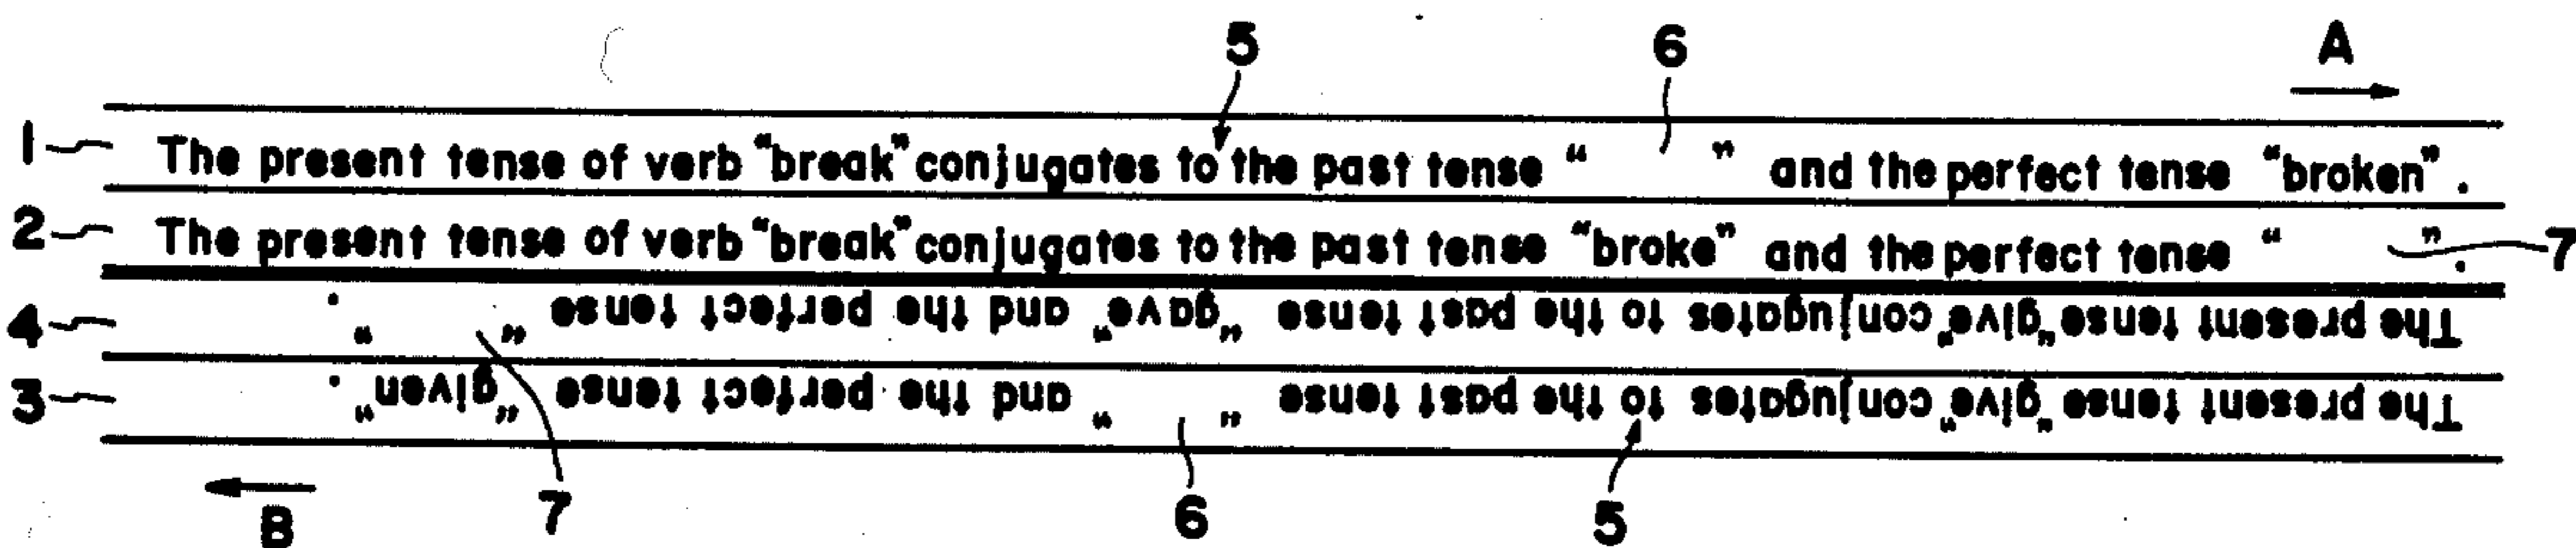 5 6 A
1 The present tense of verb “break” conjugates to the past tense “ ” and the perfect tense “broken”.
2 The present tense of verb “break” conjugates to the past tense “broke” and the perfect tense “ ”. 7
4 The present tense “give” conjugates to the past tense “gave” and the perfect tense “ ”.
3 The present tense “give” conjugates to the past tense “ ” and the perfect tense “given”.
B 7 6 5